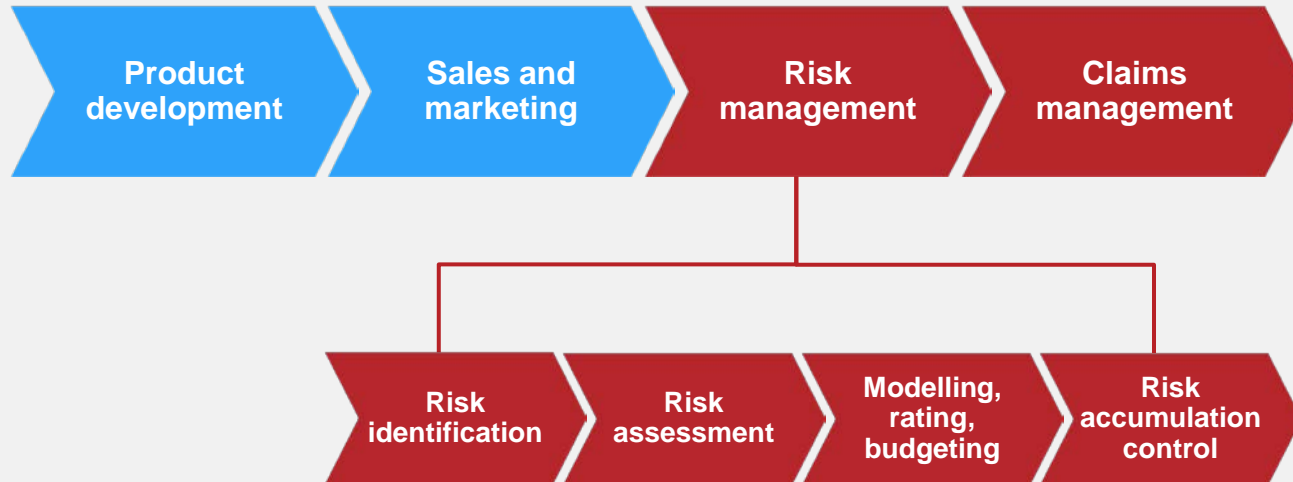 Product
development
Sales and
marketing
Risk
management
Claims
management
Risk
identification
Risk
assessment
Modelling,
rating,
budgeting
Risk
accumulation
control